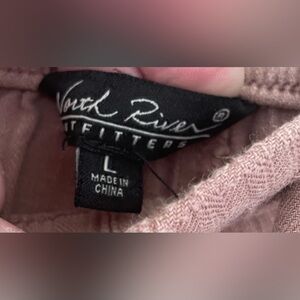 North River ®
OUTFITTERS
L
MADE IN
CHINA